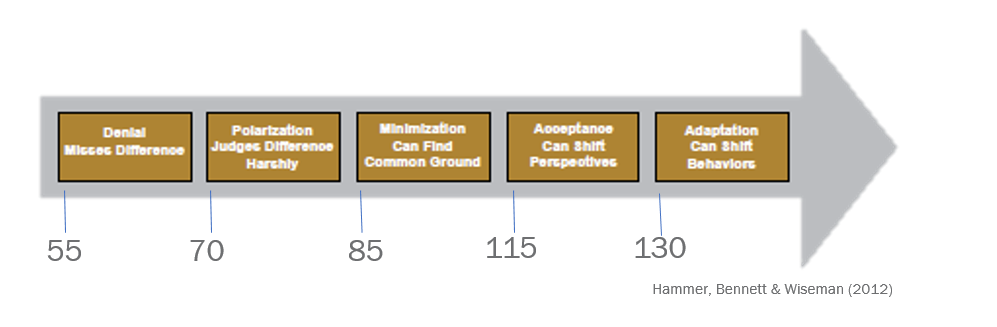 Denial
Misses Difference
Polarization
Judges Difference
Harshly
Minimization
Can Find
Common Ground
Acceptance
Can Shift
Perspectives
Adaptation
Can Shift
Behaviors
55
70
85
115
130
Hammer, Bennett & Wiseman (2012)